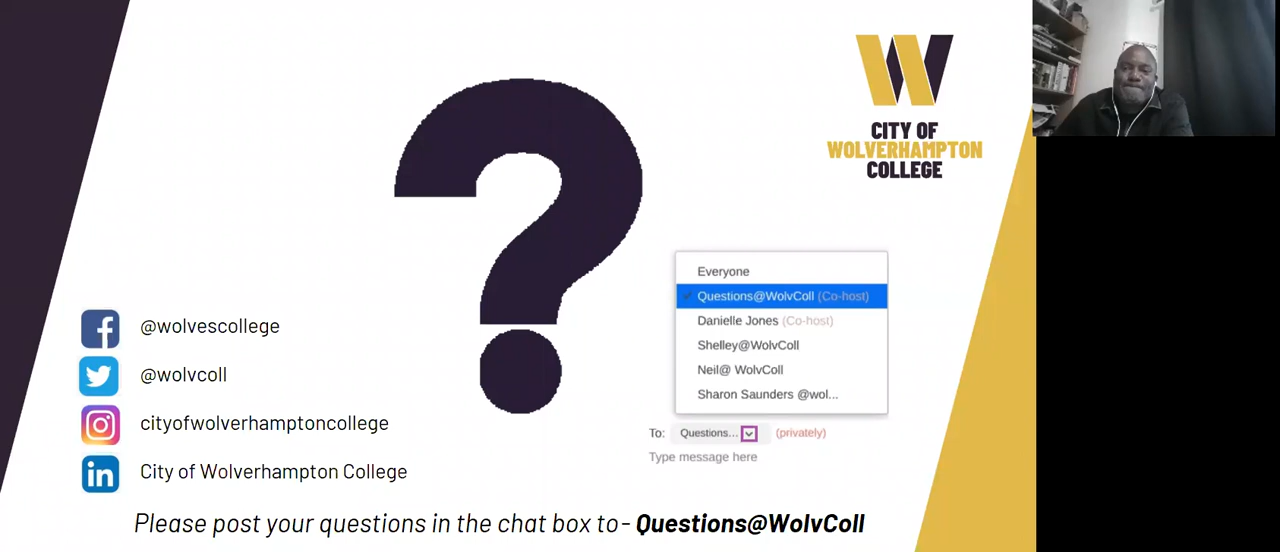 CITY OF
WOLVERHAMPTON
COLLEGE
?
Everyone
Questions@WolvColl (Co-host)
Danielle Jones (Co-host)
Shelley@WolvColl
Neil@ WolvColl
Sharon Saunders @wol...
To: Questions... (privately)
Type message here
@wolvescollege
@wolvcoll
cityofwolverhamptoncollege
City of Wolverhampton College
Please post your questions in the chat box to- Questions@WolvColl